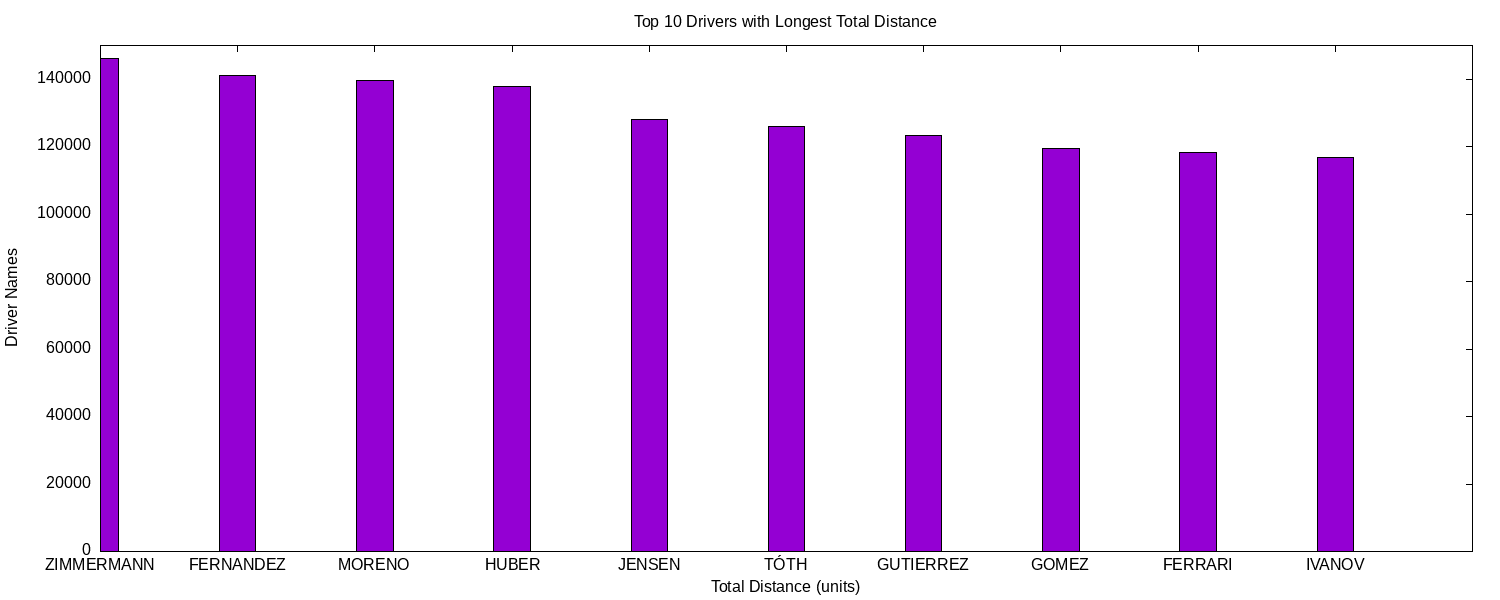 Top 10 Drivers with Longest Total Distance
140000
120000
100000
80000
60000
40000
20000
0
Driver Names
ZIMMERMANN FERNANDEZ MORENO HUBER JENSEN TÓTH GUTIERREZ GOMEZ FERRARI IVANOV
Total Distance (units)